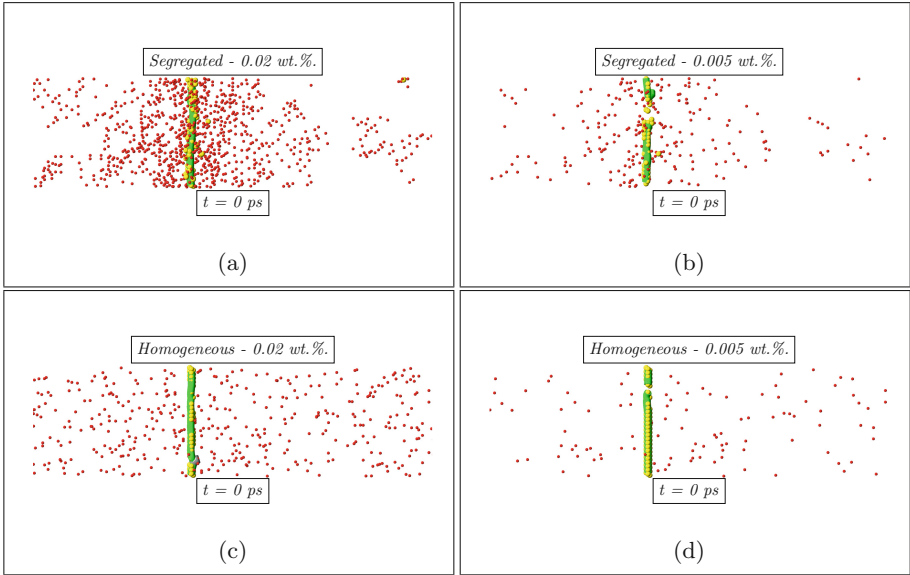 Segregated - 0.02 wt.%.
t = 0 ps
(a)
Segregated - 0.005 wt.%.
t = 0 ps
(b)
Homogeneous - 0.02 wt.%.
t = 0 ps
(c)
Homogeneous - 0.005 wt.%.
t = 0 ps
(d)